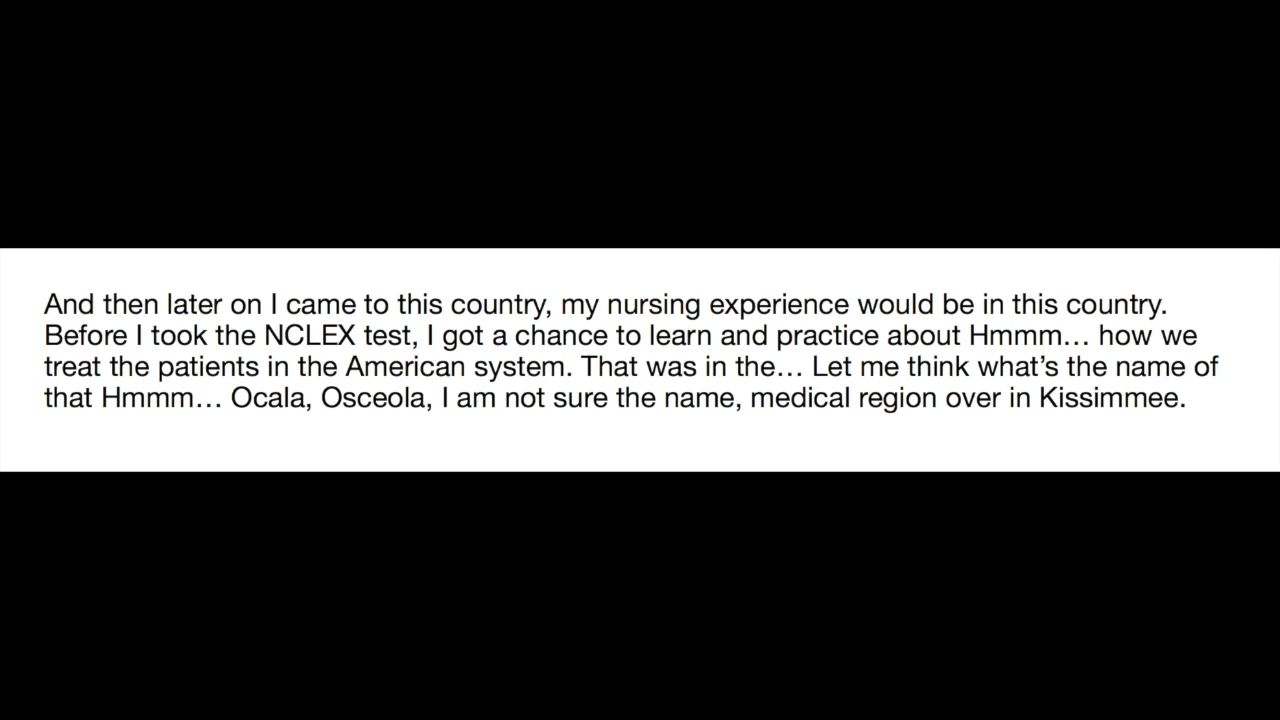 And then later on I came to this country, my nursing experience would be in this country.
Before I took the NCLEX test, I got a chance to learn and practice about Hmmm… how we
treat the patients in the American system. That was in the… Let me think what’s the name of
that Hmmm… Ocala, Osceola, I am not sure the name, medical region over in Kissimmee.